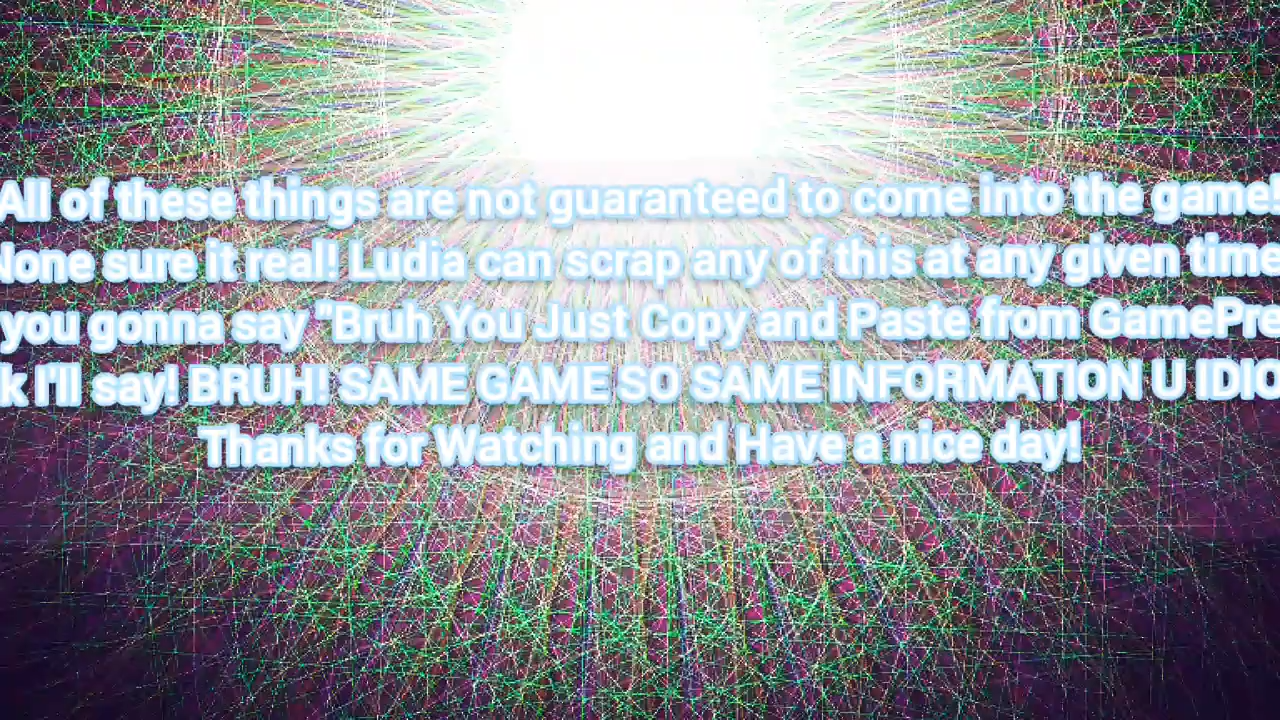 All of these things are not guaranteed to come into the game!
None sure it real! Ludia can scrap any of this at any given time
you gonna say "Bruh You Just Copy and Paste from GamePre
k I'll say! BRUH! SAME GAME SO SAME INFORMATION U IDIO
Thanks for Watching and Have a nice day!